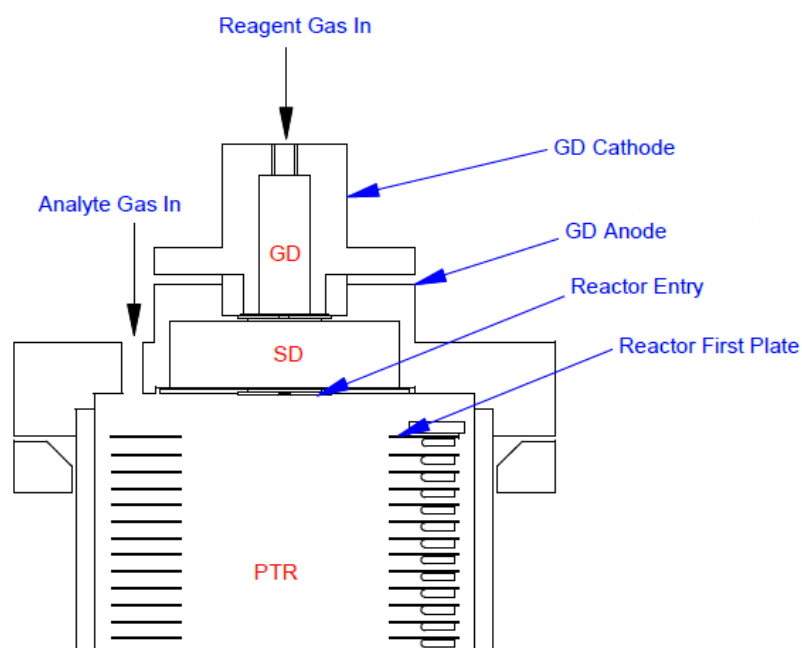 Reagent Gas In
GD Cathode
Analyte Gas In
GD Anode
GD
Reactor Entry
SD
Reactor First Plate
PTR